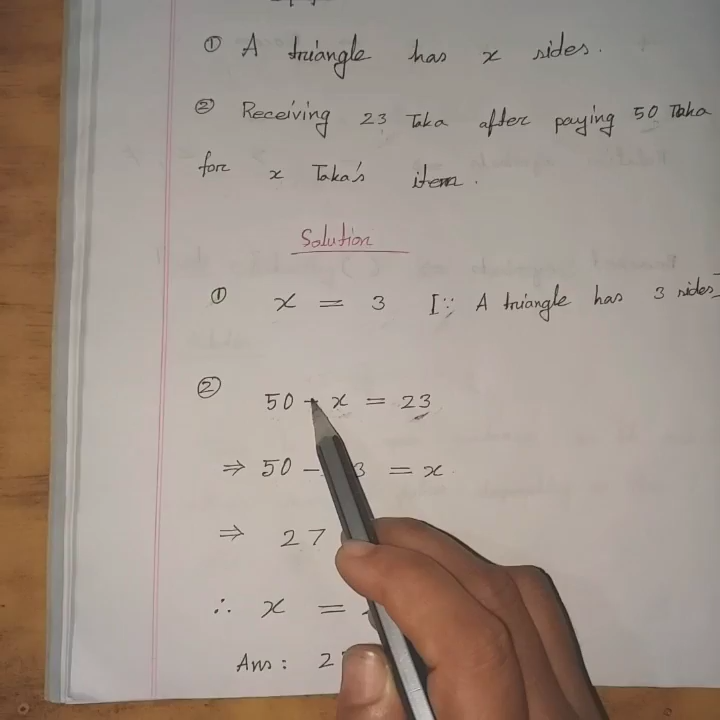 ① A triangle has x sides.
② Receiving 23 Taka after paying 50 Taka
for x Taka's item.
Solution
① x = 3 [∵ A triangle has 3 sides]
② 50 - x = 23
⇒ 50 - 3 = x
⇒ 27
∴ x =
Ans: 2